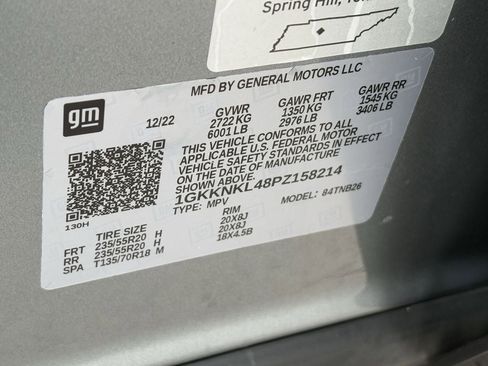 Spring Hill,
MFD BY GENERAL MOTORS LLC
gm
12/22
GVWR
2722 KG
6001 LB
GAWR FRT
1350 KG
2976 LB
GAWR RR
1545 KG
3406 LB
THIS VEHICLE CONFORMS TO ALL
APPLICABLE U.S. FEDERAL MOTOR
VEHICLE SAFETY STANDARDS IN EFFECT
ON THE DATE OF MANUFACTURE
SHOWN ABOVE.
1GKKNKL48PZ158214
TYPE: MPV
MODEL: 84TNB26
130H
TIRE SIZE RIM
FRT 235/55R20 H 20X8J
RR 235/55R20 H 20X8J
SPA T135/70R18 M 18X4.5B